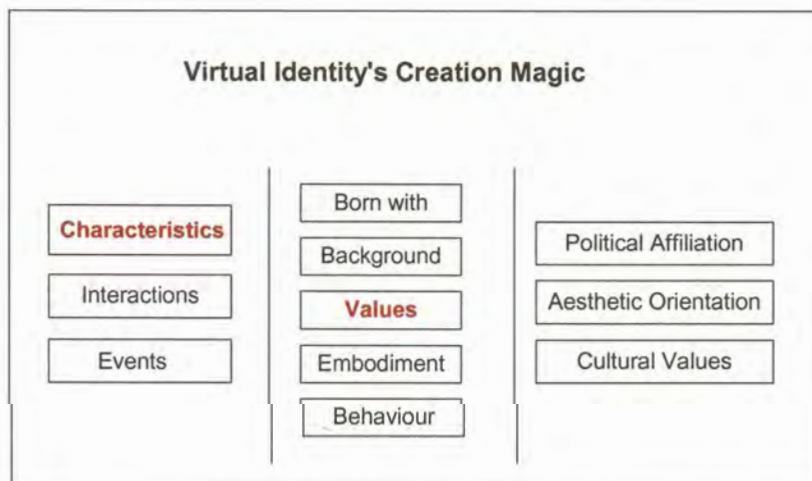 Virtual Identity's Creation Magic
Characteristics
Interactions
Events
Born with
Background
Values
Embodiment
Behaviour
Political Affiliation
Aesthetic Orientation
Cultural Values